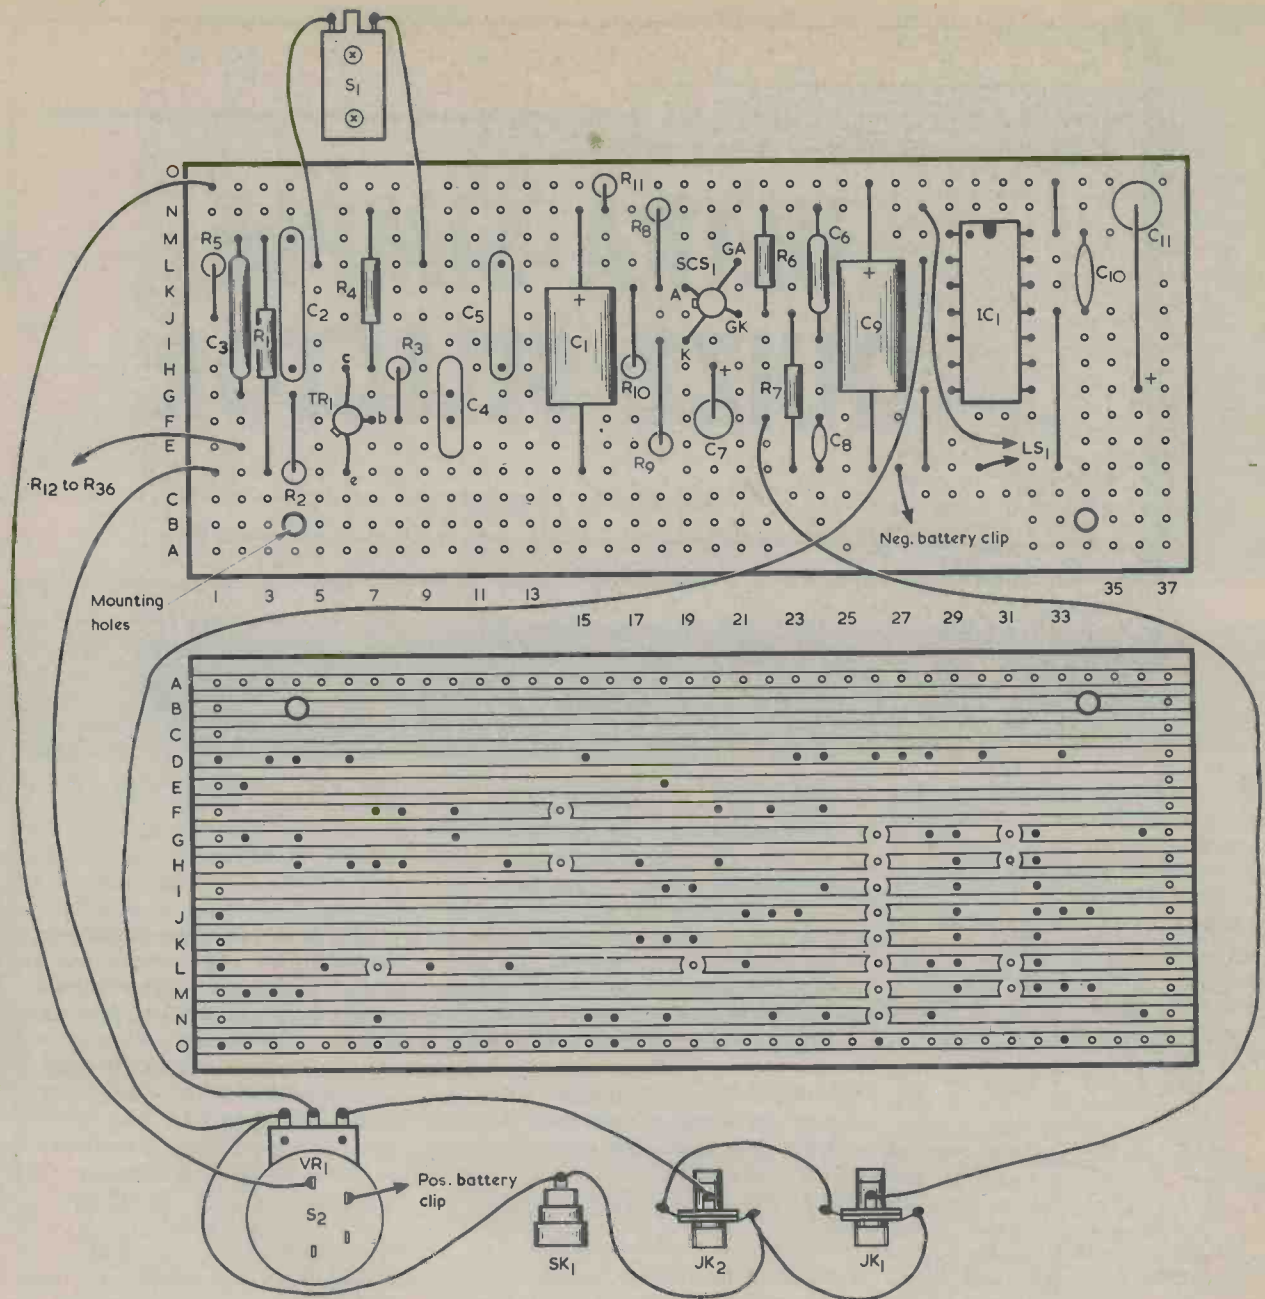 S1
O
N
M
L
K
J
I
H
G
F
E
C
B
A
R5
C3
R1
C2
R4
R3
C5
C4
C1
R11
R8
R10
R9
SCS1
GA
A
GK
K
+
+
C7
R6
R7
C6
C8
+
C9
IC1
C10
C11
+
TR1
c
b
e
R2
LS1
R12 to R36
Neg. battery clip
Mounting
holes
1 3 5 7 9 11 13
15 17 19 21 23 25 27 29 31 33
35 37
A
B
C
D
E
F
G
H
I
J
K
L
M
N
O
VR1
S2
Pos. battery
clip
SK1
JK2
JK1